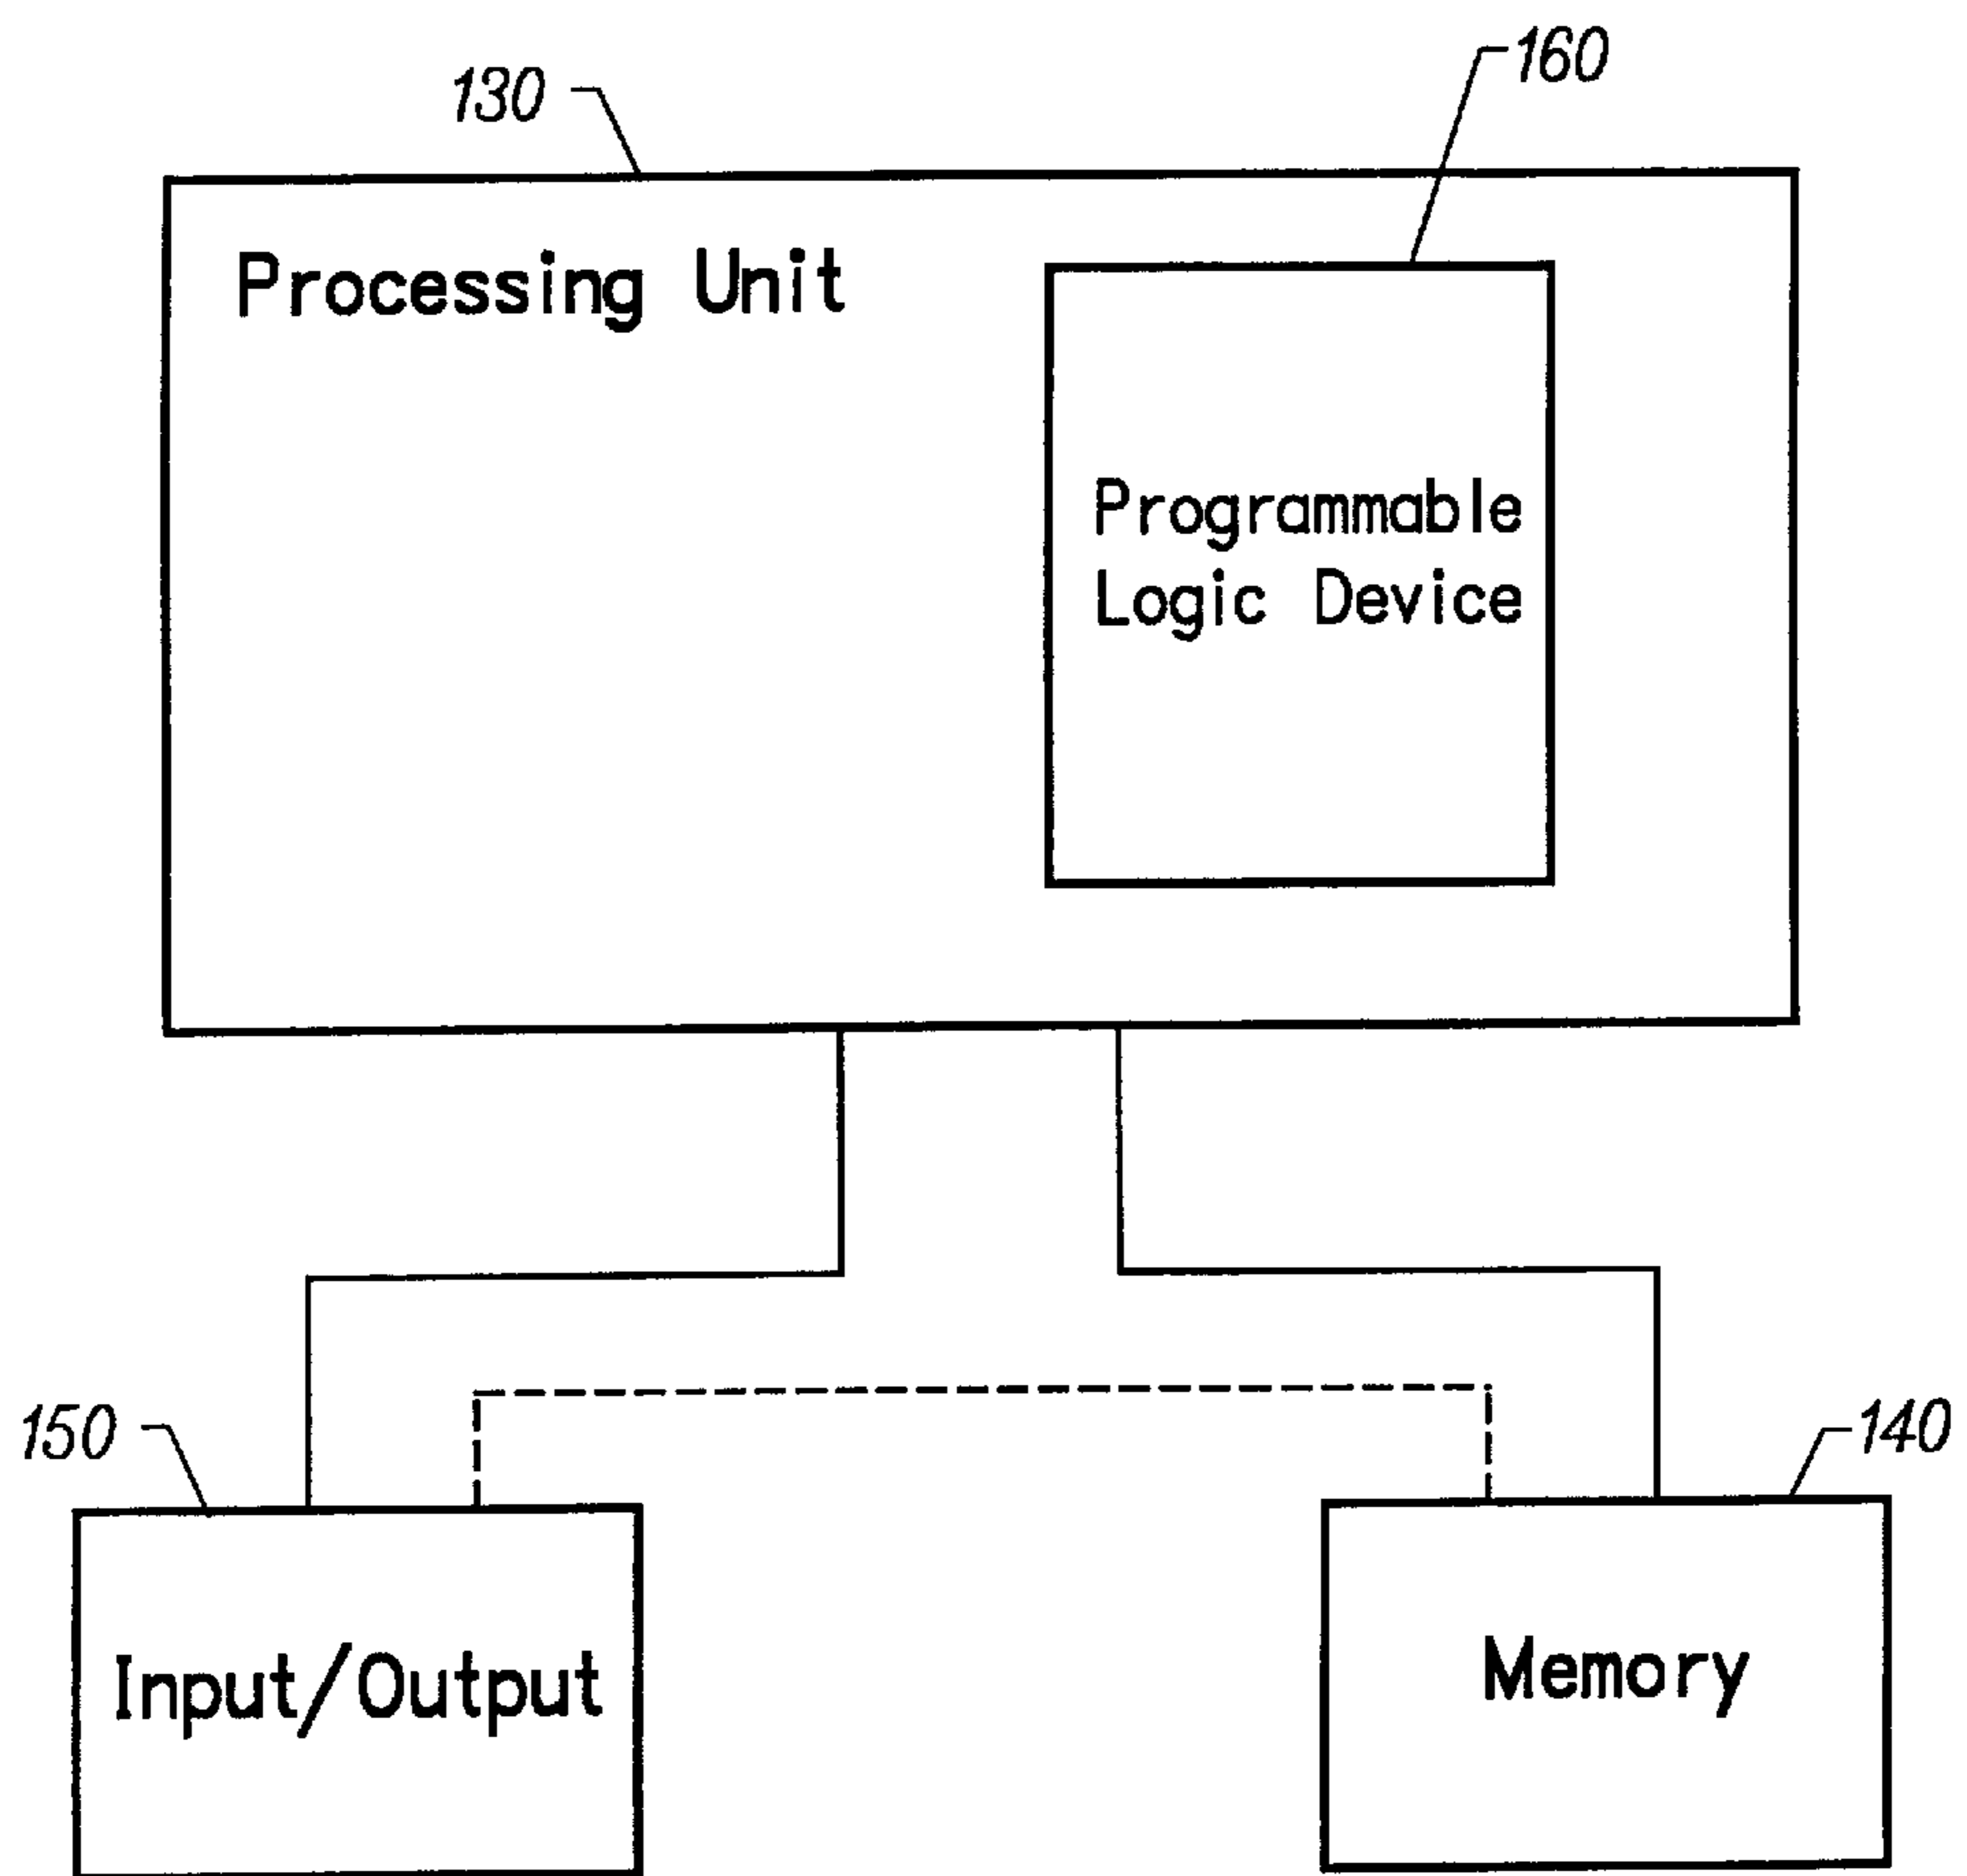 130
160
Processing Unit
Programmable
Logic Device
150
140
Input/Output
Memory